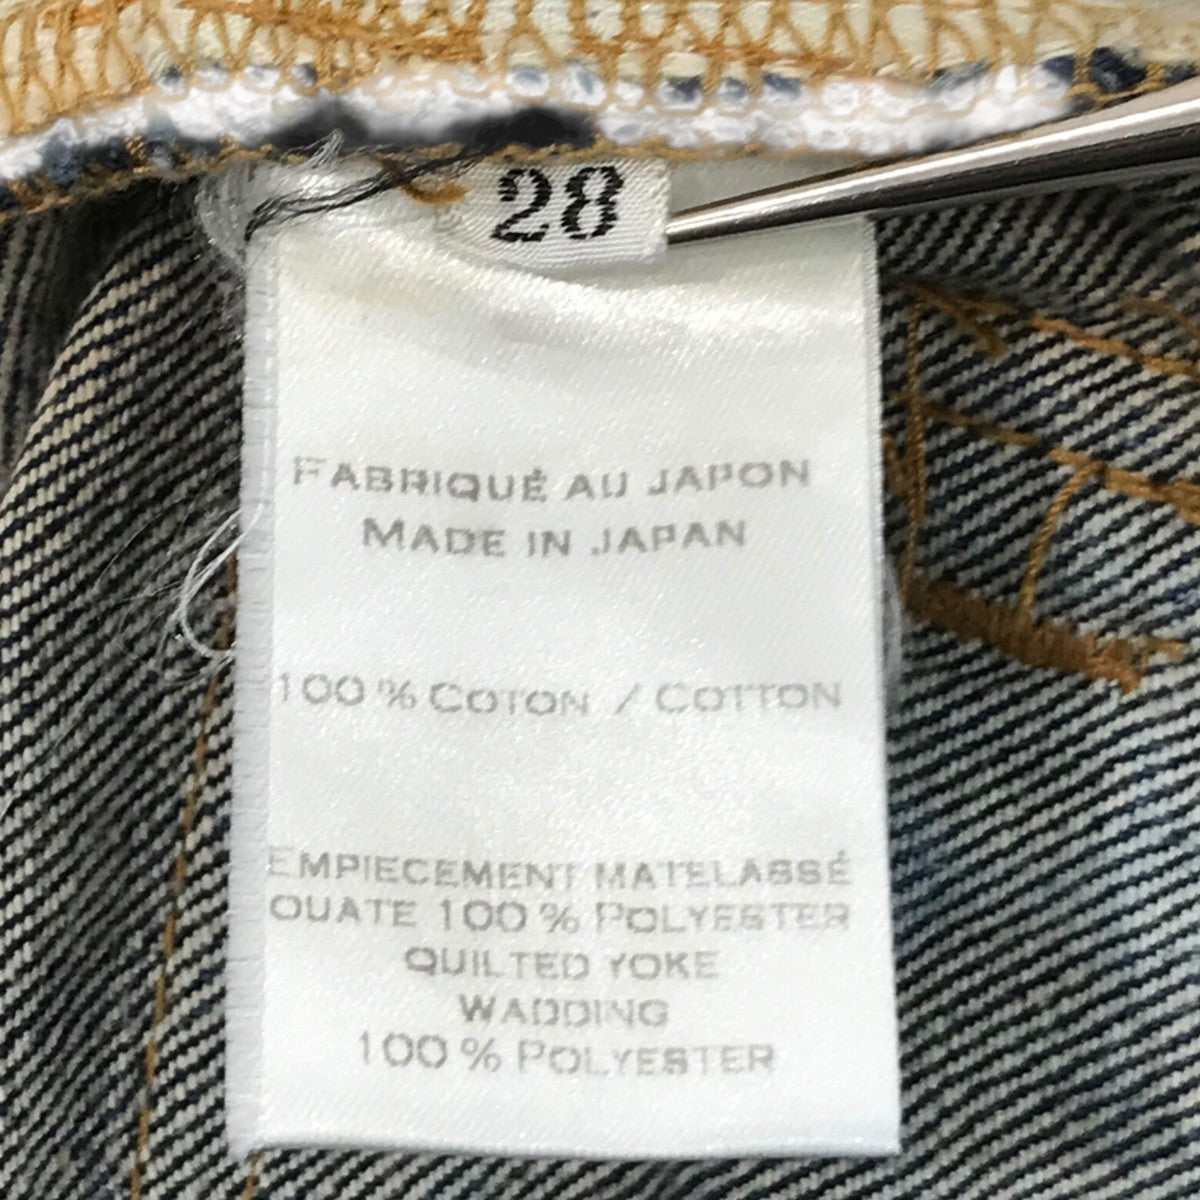 28
FABRIQUÉ AU JAPON
MADE IN JAPAN
100 % COTON / COTTON
EMPIECEMENT MATELASSÉ
OUATE 100 % POLYESTER
QUILTED YOKE
WADDING
100 % POLYESTER